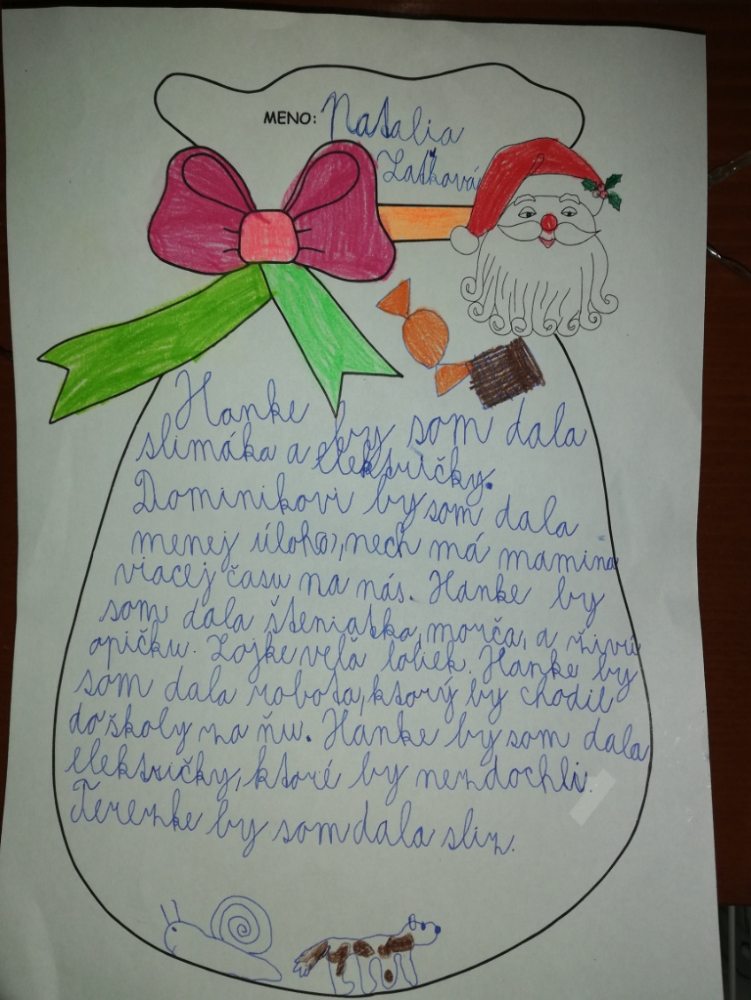 MENO: Natalia
Laťková
Hanke by som dala
slimáka a električky.
Dominikovi by som dala
menej úloh, nech má mamina
viacej času na nás. Hanke by
som dala šteniatka, morča, a živú
opičku. Zojke veľa loliek. Hanke by
som dala robota, ktorý by chodil
do školy za ňu. Hanke by som dala
električky, ktoré by nezdochli.
Terezke by som dala sliz.